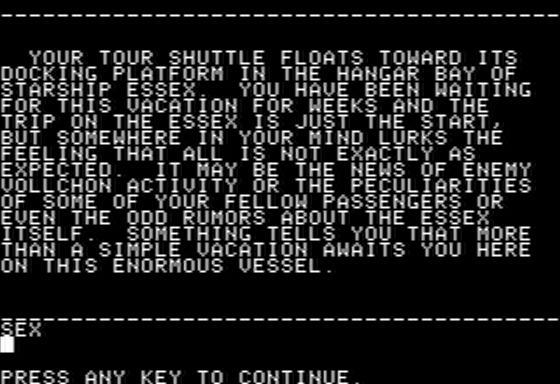 YOUR TOUR SHUTTLE FLOATS TOWARD ITS
DOCKING PLATFORM IN THE HANGAR BAY OF
STARSHIP ESSEX.  YOU HAVE BEEN WAITING
FOR THIS VACATION FOR WEEKS AND THE
TRIP ON THE ESSEX IS JUST THE START,
BUT SOMEWHERE IN YOUR MIND LURKS THE
FEELING THAT ALL IS NOT EXACTLY AS
EXPECTED.  IT MAY BE THE NEWS OF ENEMY
VOLLCHON ACTIVITY OR THE PECULIARITIES
OF SOME OF YOUR FELLOW PASSENGERS OR
EVEN THE ODD RUMORS ABOUT THE ESSEX
ITSELF.  SOMETHING TELLS YOU THAT MORE
THAN A SIMPLE VACATION AWAITS YOU HERE
ON THIS ENORMOUS VESSEL.
SEX
PRESS ANY KEY TO CONTINUE.